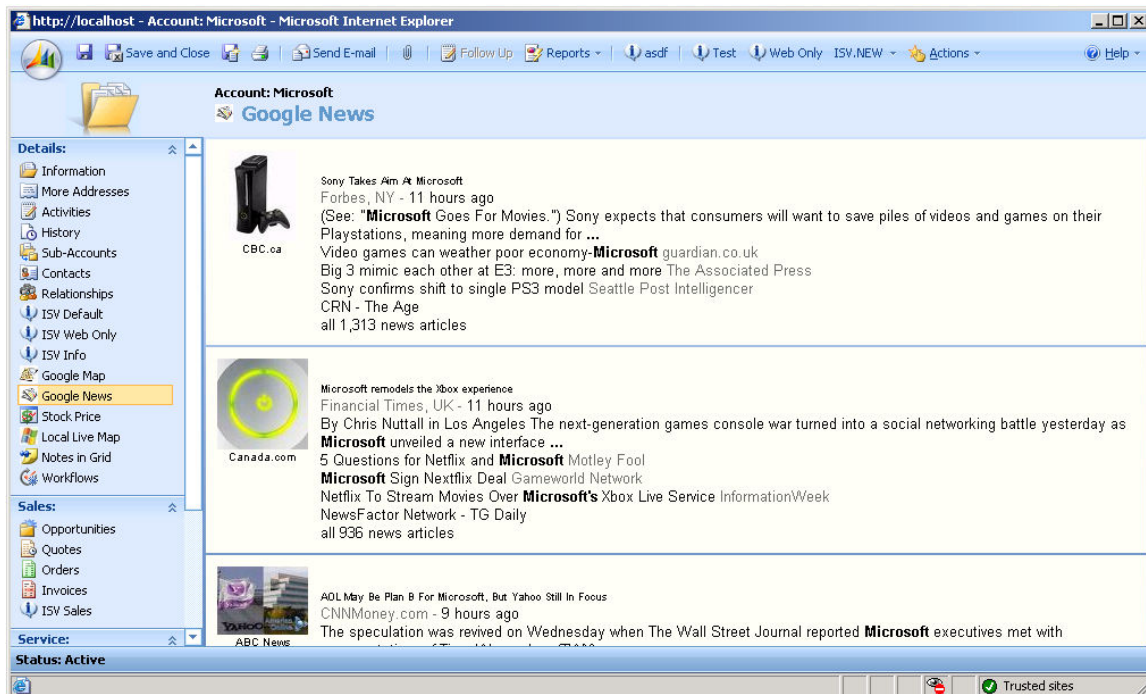 http://localhost - Account: Microsoft - Microsoft Internet Explorer
Save and Close Send E-mail Follow Up Reports asdf Test Web Only ISV.NEW Actions Help
Account: Microsoft
Google News
Details:
Information
More Addresses
Activities
History
Sub-Accounts
Contacts
Relationships
ISV Default
ISV Web Only
ISV Info
Google Map
Google News
Stock Price
Local Live Map
Notes in Grid
Workflows
Sales:
Opportunities
Quotes
Orders
Invoices
ISV Sales
Service:
CBC.ca
Sony Takes Aim At Microsoft
Forbes, NY - 11 hours ago
(See: "Microsoft Goes For Movies.") Sony expects that consumers will want to save piles of videos and games on their
Playstations, meaning more demand for ...
Video games can weather poor economy-Microsoft guardian.co.uk
Big 3 mimic each other at E3: more, more and more The Associated Press
Sony confirms shift to single PS3 model Seattle Post Intelligencer
CRN - The Age
all 1,313 news articles
Canada.com
Microsoft remodels the Xbox experience
Financial Times, UK - 11 hours ago
By Chris Nuttall in Los Angeles The next-generation games console war turned into a social networking battle yesterday as
Microsoft unveiled a new interface ...
5 Questions for Netflix and Microsoft Motley Fool
Microsoft Sign Nextflix Deal Gameworld Network
Netflix To Stream Movies Over Microsoft's Xbox Live Service InformationWeek
NewsFactor Network - TG Daily
all 936 news articles
YAHOO!
ABC News
AOL May Be Plan B For Microsoft, But Yahoo Still In Focus
CNNMoney.com - 9 hours ago
The speculation was revived on Wednesday when The Wall Street Journal reported Microsoft executives met with
Status: Active
Trusted sites